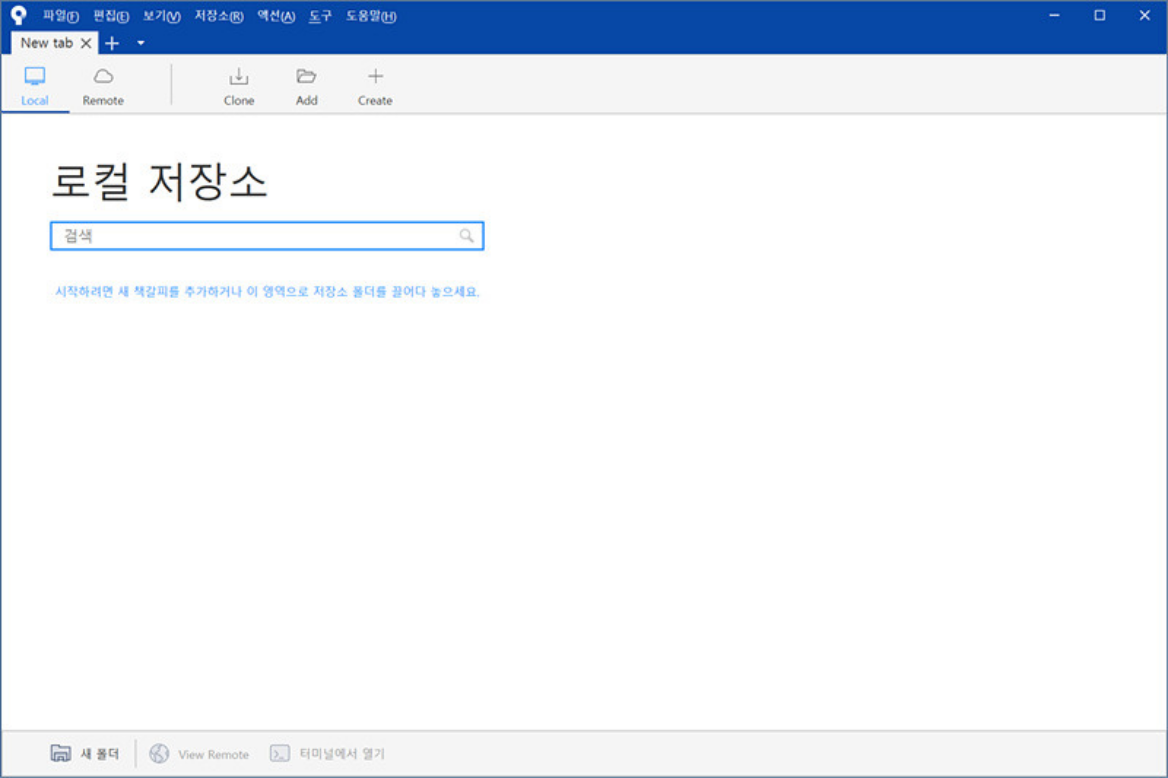 파일(F) 편집(E) 보기(V) 저장소(R) 액션(A) 도구 도움말(H)
New tab
Local Remote Clone Add Create
로컬 저장소
검색
시작하려면 새 책갈피를 추가하거나 이 영역으로 저장소 폴더를 끌어다 놓으세요.
새 폴더 View Remote 터미널에서 열기